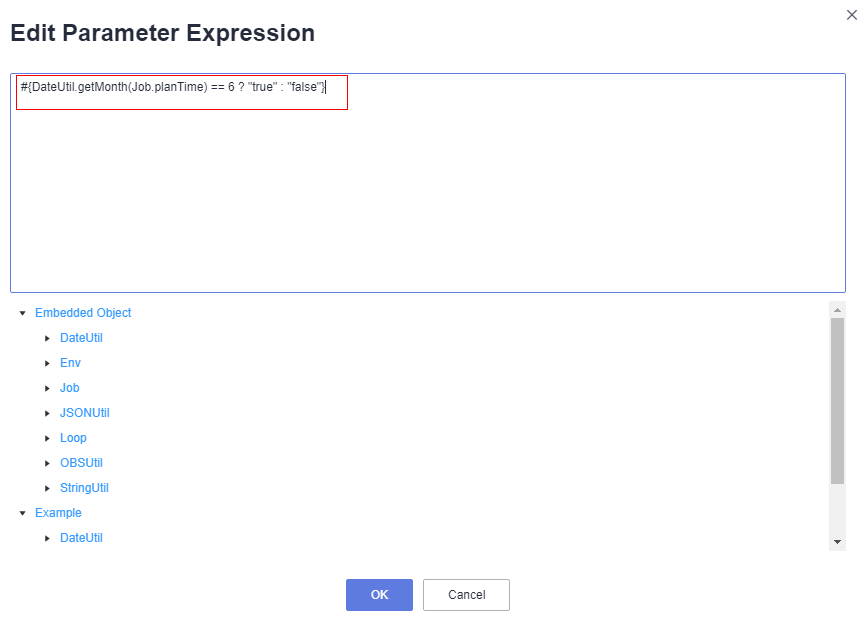 Edit Parameter Expression
#{DateUtil.getMonth(Job.planTime) == 6 ? "true" : "false"}
Embedded Object
DateUtil
Env
Job
JSONUtil
Loop
OBSUtil
StringUtil
Example
DateUtil
OK
Cancel